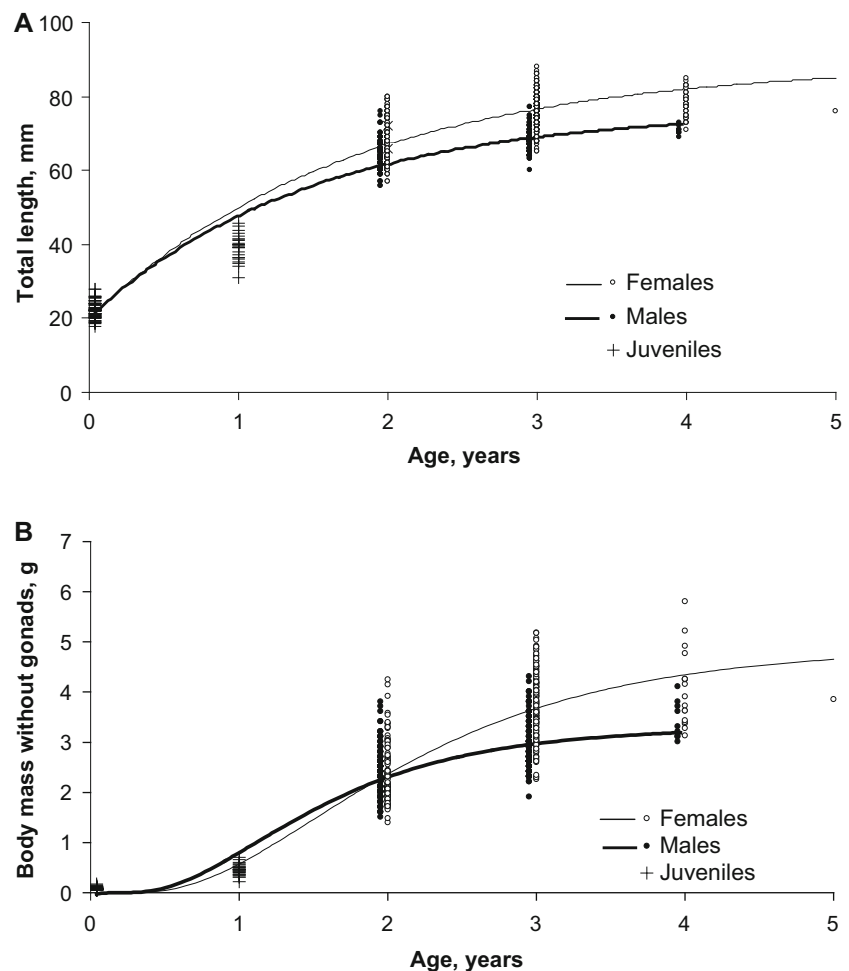 A
Total length, mm
100
80
60
40
20
0
0 1 2 3 4 5
Age, years
Females
Males
Juveniles
B
Body mass without gonads, g
7
6
5
4
3
2
1
0
0 1 2 3 4 5
Age, years
Females
Males
Juveniles